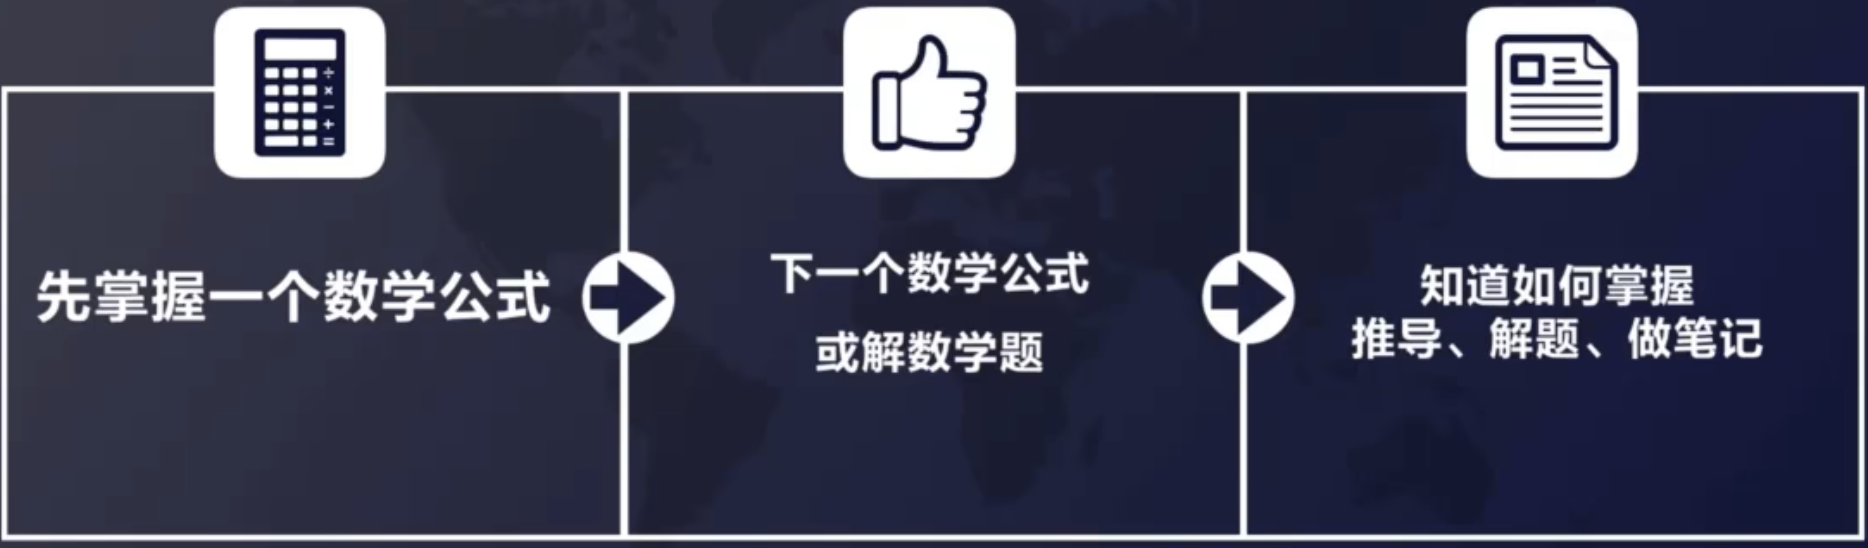 先掌握一个数学公式
下一个数学公式
或解数学题
知道如何掌握
推导、解题、做笔记